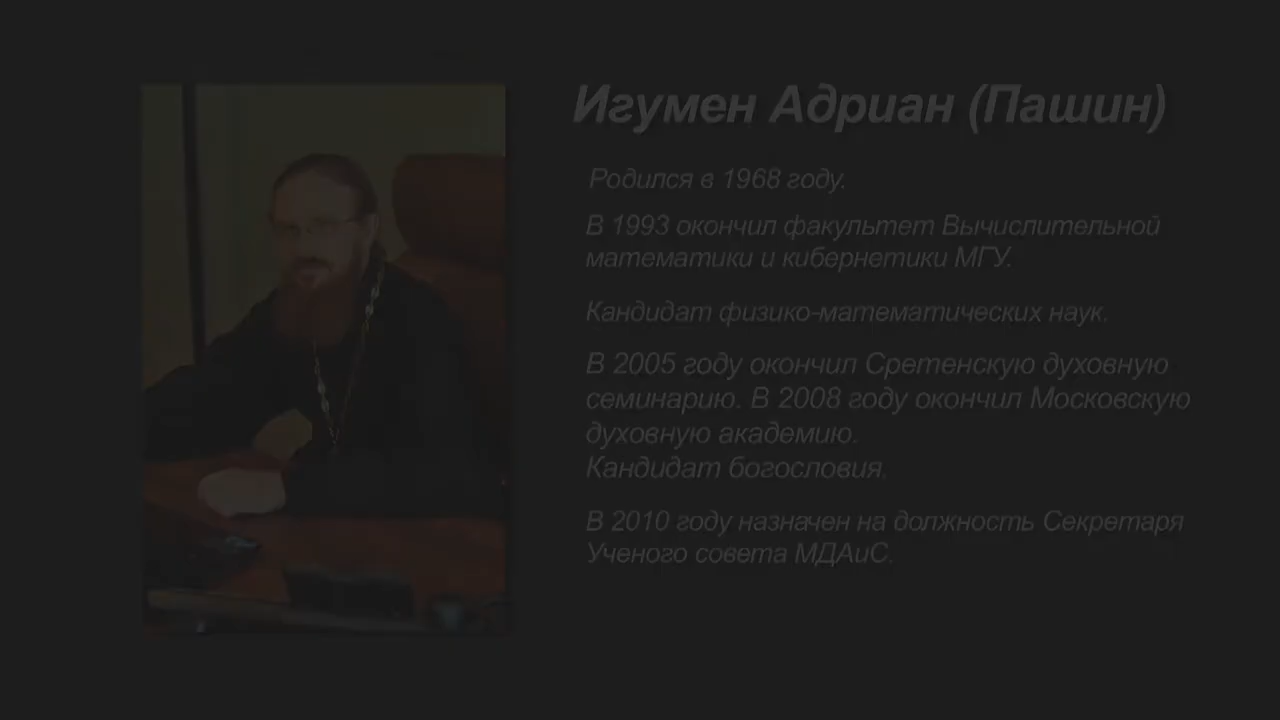 Игумен Адриан (Пашин)
Родился в 1968 году.
В 1993 окончил факультет Вычислительной
математики и кибернетики МГУ.
Кандидат физико-математических наук.
В 2005 году окончил Сретенскую духовную
семинарию. В 2008 году окончил Московскую
духовную академию.
Кандидат богословия.
В 2010 году назначен на должность Секретаря
Ученого совета МДАиС.